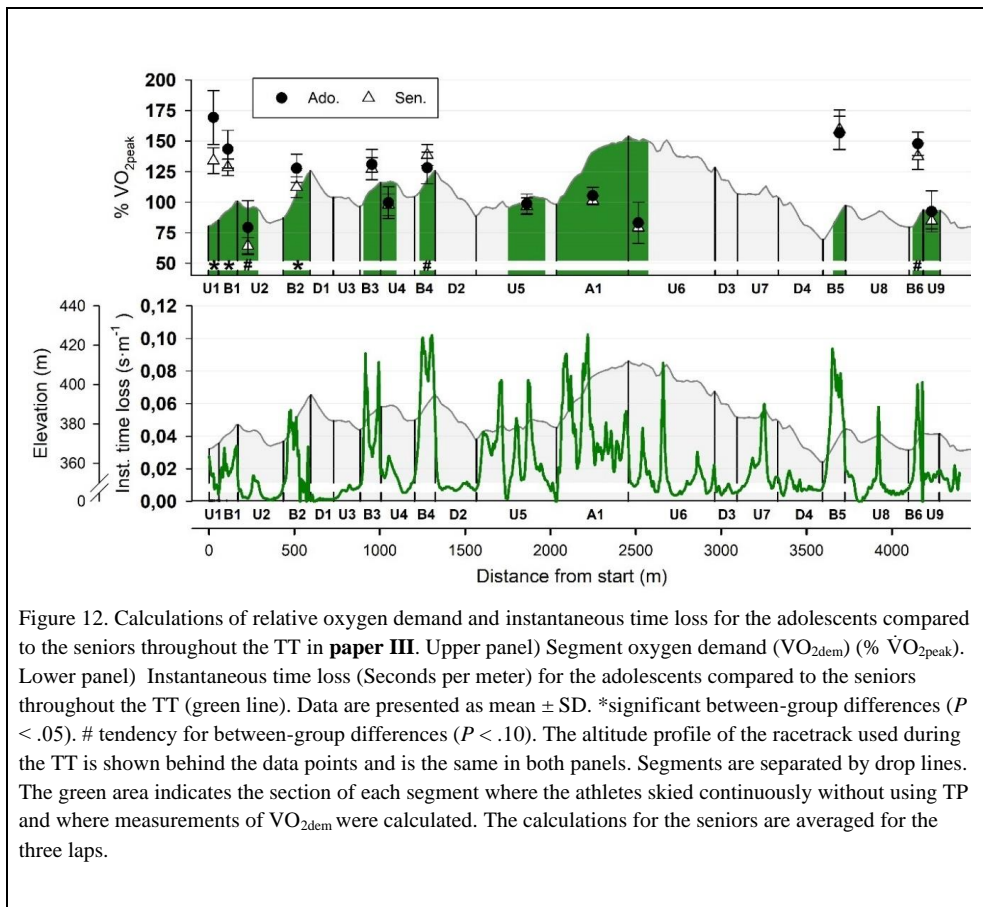 200
175
150
125
100
75
50
% VO2peak
Ado. Sen.
* * # * # #
U1 B1 U2 B2 D1 U3 B3 U4 B4 D2 U5 A1 U6 D3 U7 D4 B5 U8 B6 U9
440
420
400
380
360
0
Elevation (m)
0,12
0,10
0,08
0,06
0,04
0,02
0,00
Inst. time loss (s·m-1)
U1 B1 U2 B2 D1 U3 B3 U4 B4 D2 U5 A1 U6 D3 U7 D4 B5 U8 B6 U9
0 500 1000 1500 2000 2500 3000 3500 4000
Distance from start (m)
Figure 12. Calculations of relative oxygen demand and instantaneous time loss for the adolescents compared
to the seniors throughout the TT in paper III. Upper panel) Segment oxygen demand (VO2dem) (% V̇O2peak).
Lower panel) Instantaneous time loss (Seconds per meter) for the adolescents compared to the seniors
throughout the TT (green line). Data are presented as mean ± SD. *significant between-group differences (P
< .05). # tendency for between-group differences (P < .10). The altitude profile of the racetrack used during
the TT is shown behind the data points and is the same in both panels. Segments are separated by drop lines.
The green area indicates the section of each segment where the athletes skied continuously without using TP
and where measurements of VO2dem were calculated. The calculations for the seniors are averaged for the
three laps.